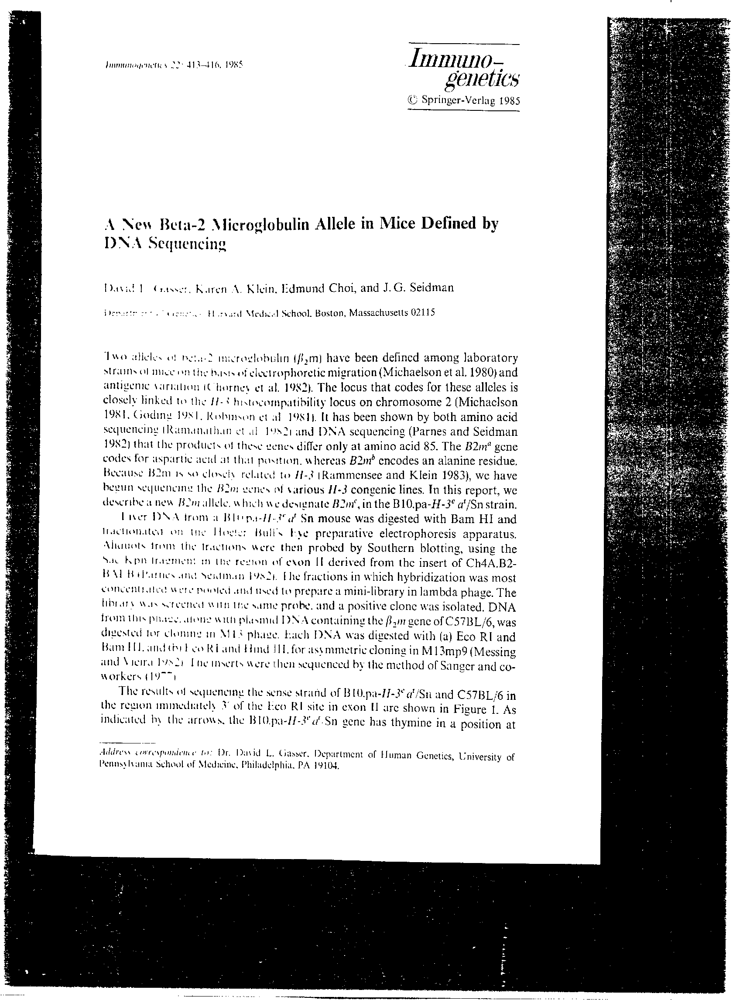 Immunogenetics 22: 413–416, 1985
Immuno-
genetics
© Springer-Verlag 1985
A New Beta-2 Microglobulin Allele in Mice Defined by
DNA Sequencing
David L. Gasser, Karen A. Klein, Edmund Choi, and J. G. Seidman
Department of Genetics, Harvard Medical School, Boston, Massachusetts 02115
Two alleles of beta-2 microglobulin (β₂m) have been defined among laboratory
strains of mice on the basis of electrophoretic migration (Michaelson et al. 1980) and
antigenic variation (Chorney et al. 1982). The locus that codes for these alleles is
closely linked to the H-3 histocompatibility locus on chromosome 2 (Michaelson
1981, Goding 1981, Robinson et al. 1981). It has been shown by both amino acid
sequencing (Ramanathan et al. 1982) and DNA sequencing (Parnes and Seidman
1982) that the products of these genes differ only at amino acid 85. The B2mᵃ gene
codes for aspartic acid at that position, whereas B2mᵇ encodes an alanine residue.
Because B2m is so closely related to H-3 (Rammensee and Klein 1983), we have
begun sequencing the B2m genes of various H-3 congenic lines. In this report, we
describe a new B2m allele, which we designate B2mᶜ, in the B10.pa-H-3ᵉ aᵗ/Sn strain.
Liver DNA from a B10.pa-H-3ᵉ aᵗ Sn mouse was digested with Bam HI and
fractionated on the Hoefer Bull's Eye preparative electrophoresis apparatus.
Aliquots from the fractions were then probed by Southern blotting, using the
Sac Kpn fragment in the region of exon II derived from the insert of Ch4A.B2-
(Parnes and Seidman 1982). The fractions in which hybridization was most
concentrated were pooled and used to prepare a mini-library in lambda phage. The
library was screened with the same probe, and a positive clone was isolated. DNA
from this phage, along with plasmid DNA containing the β₂m gene of C57BL/6, was
digested for cloning in M13 phage. Each DNA was digested with (a) Eco RI and
Bam HI, and (b) Eco RI and Hind III, for asymmetric cloning in M13mp9 (Messing
and Vieira 1982). The inserts were then sequenced by the method of Sanger and co-
workers (1977).
The results of sequencing the sense strand of B10.pa-H-3ᵉ aᵗ/Sn and C57BL/6 in
the region immediately 3' of the Eco RI site in exon II are shown in Figure 1. As
indicated by the arrows, the B10.pa-H-3ᵉ aᵗ Sn gene has thymine in a position at
Address correspondence to: Dr. David L. Gasser, Department of Human Genetics, University of
Pennsylvania School of Medicine, Philadelphia, PA 19104.